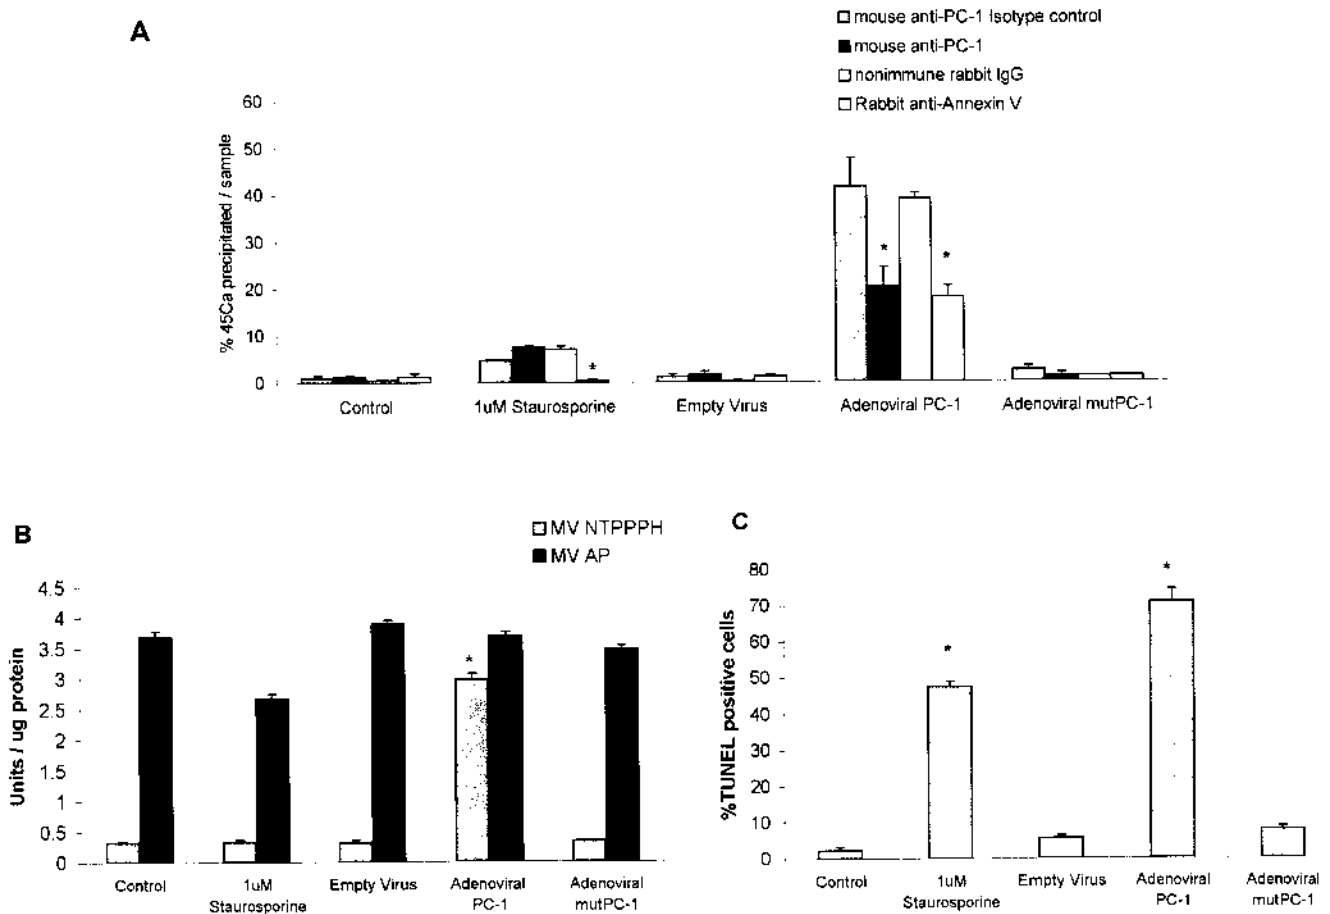 A
mouse anti-PC-1 Isotype control
mouse anti-PC-1
nonimmune rabbit IgG
Rabbit anti-Annexin V
% 45Ca precipitated / sample
60
50
40
30
20
10
0
*
*
*
Control
1uM Staurosporine
Empty Virus
Adenoviral PC-1
Adenoviral mutPC-1
B
MV NTPPPH
MV AP
Units / ug protein
4.5
4
3.5
3
2.5
2
1.5
1
0.5
0
*
Control
1uM
Staurosporine
Empty Virus
Adenoviral
PC-1
Adenoviral
mutPC-1
C
%TUNEL positive cells
80
70
60
50
40
30
20
10
0
*
*
Control
1uM
Staurosporine
Empty Virus
Adenoviral
PC-1
Adenoviral
mutPC-1